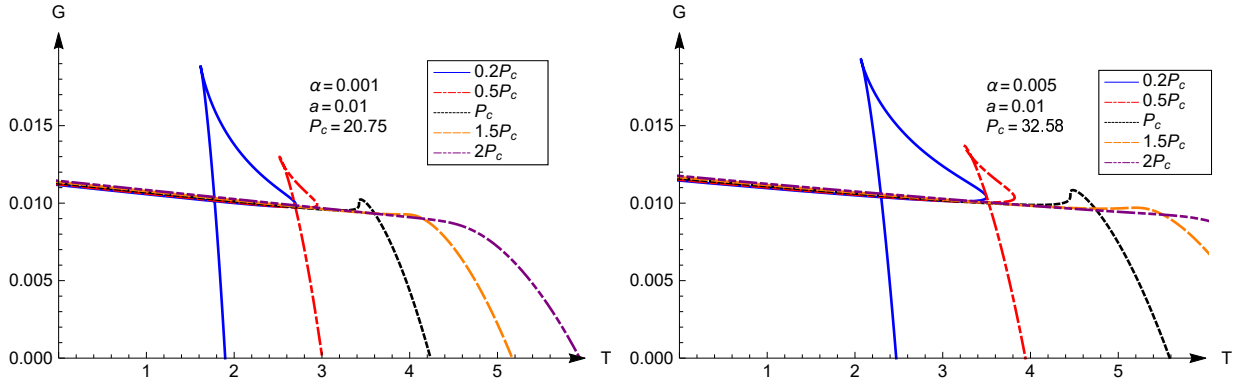 G
0.015
0.010
0.005
0.000
1 2 3 4 5
T
α = 0.001
a = 0.01
P_c = 20.75
0.2P_c
0.5P_c
P_c
1.5P_c
2P_c
G
0.015
0.010
0.005
0.000
1 2 3 4 5
T
α = 0.005
a = 0.01
P_c = 32.58
0.2P_c
0.5P_c
P_c
1.5P_c
2P_c